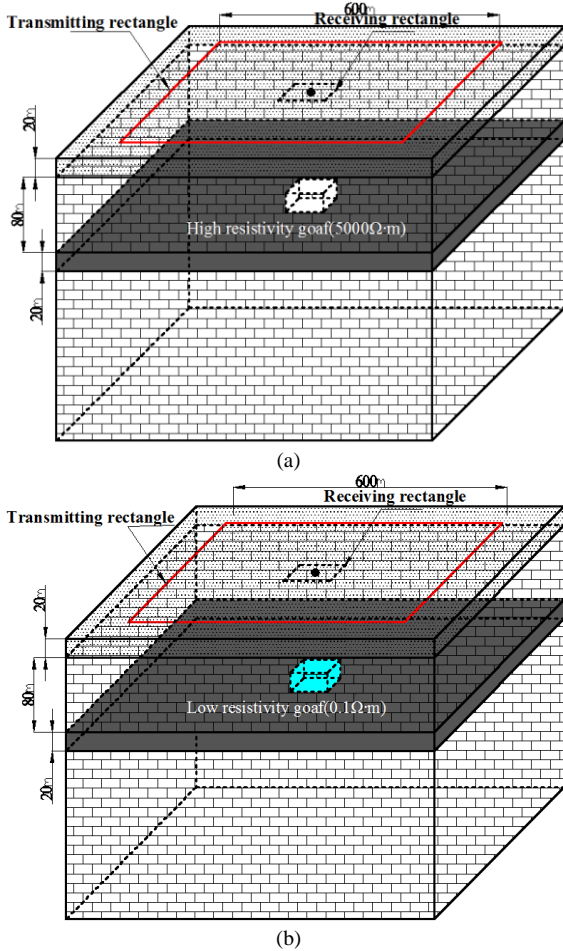 600m
Transmitting rectangle
Receiving rectangle
20m
80m
High resistivity goaf(5000Ω·m)
20m
(a)
600m
Receiving rectangle
Transmitting rectangle
20m
80m
Low resistivity goaf(0.1Ω·m)
20m
(b)